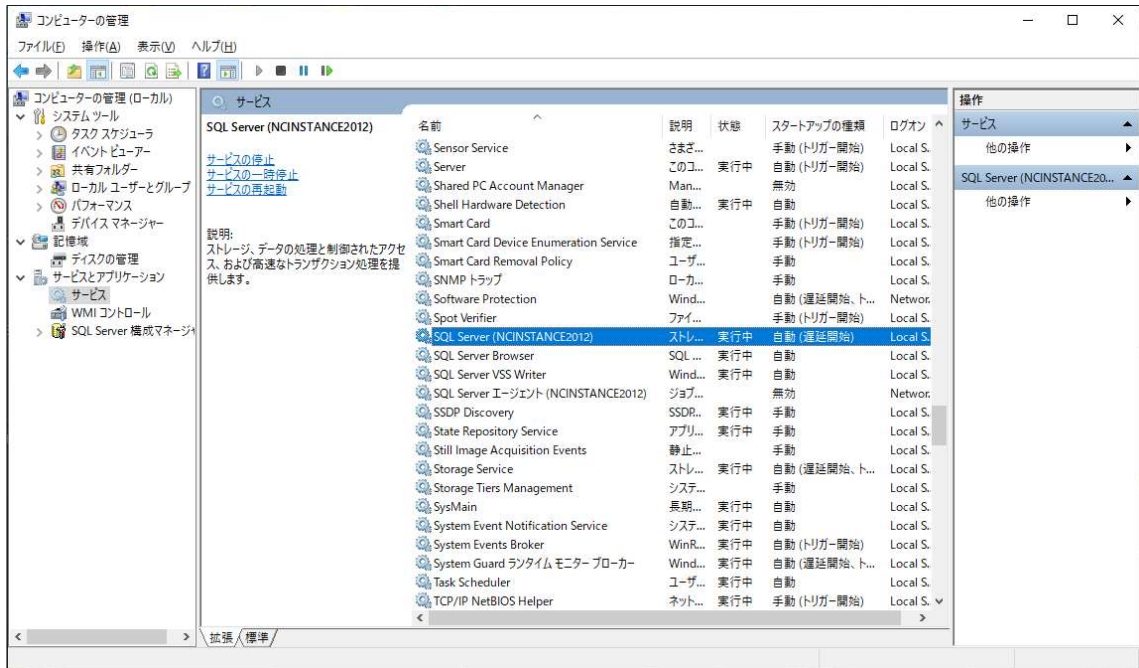 コンピューターの管理
ファイル(F) 操作(A) 表示(V) ヘルプ(H)
コンピューターの管理 (ローカル)
システム ツール
タスク スケジューラ
イベント ビューアー
共有フォルダー
ローカル ユーザーとグループ
パフォーマンス
デバイス マネージャー
記憶域
ディスクの管理
サービスとアプリケーション
サービス
WMI コントロール
SQL Server 構成マネージャ
サービス
SQL Server (NCINSTANCE2012)
サービスの停止
サービスの一時停止
サービスの再起動
説明:
ストレージ、データの処理と制御されたアクセ
ス、および高速なトランザクション処理を提
供します。
名前 説明 状態 スタートアップの種類 ログオン
Sensor Service さまざ... 手動 (トリガー開始) Local S.
Server このコ... 実行中 自動 (トリガー開始) Local S.
Shared PC Account Manager Man... 無効 Local S.
Shell Hardware Detection 自動... 実行中 自動 Local S.
Smart Card このコ... 手動 (トリガー開始) Local S.
Smart Card Device Enumeration Service 指定... 手動 (トリガー開始) Local S.
Smart Card Removal Policy ユーザ... 手動 Local S.
SNMP トラップ ローカ... 手動 Local S.
Software Protection Wind... 自動 (遅延開始、ト... Networ.
Spot Verifier ファイ... 手動 (トリガー開始) Local S.
SQL Server (NCINSTANCE2012) ストレ... 実行中 自動 (遅延開始) Local S.
SQL Server Browser SQL ... 実行中 自動 Local S.
SQL Server VSS Writer Wind... 実行中 自動 Local S.
SQL Server エージェント (NCINSTANCE2012) ジョブ... 無効 Networ.
SSDP Discovery SSDP... 実行中 手動 Local S.
State Repository Service アプリ... 実行中 手動 Local S.
Still Image Acquisition Events 静止... 手動 Local S.
Storage Service ストレ... 実行中 自動 (遅延開始、ト... Local S.
Storage Tiers Management システ... 手動 Local S.
SysMain 長期... 実行中 自動 Local S.
System Event Notification Service システ... 実行中 自動 Local S.
System Events Broker WinR... 実行中 自動 (トリガー開始) Local S.
System Guard ランタイム モニター ブローカー Wind... 実行中 自動 (遅延開始、ト... Local S.
Task Scheduler ユーザ... 実行中 自動 Local S.
TCP/IP NetBIOS Helper ネット... 実行中 手動 (トリガー開始) Local S.
拡張 標準
操作
サービス
他の操作
SQL Server (NCINSTANCE20...
他の操作